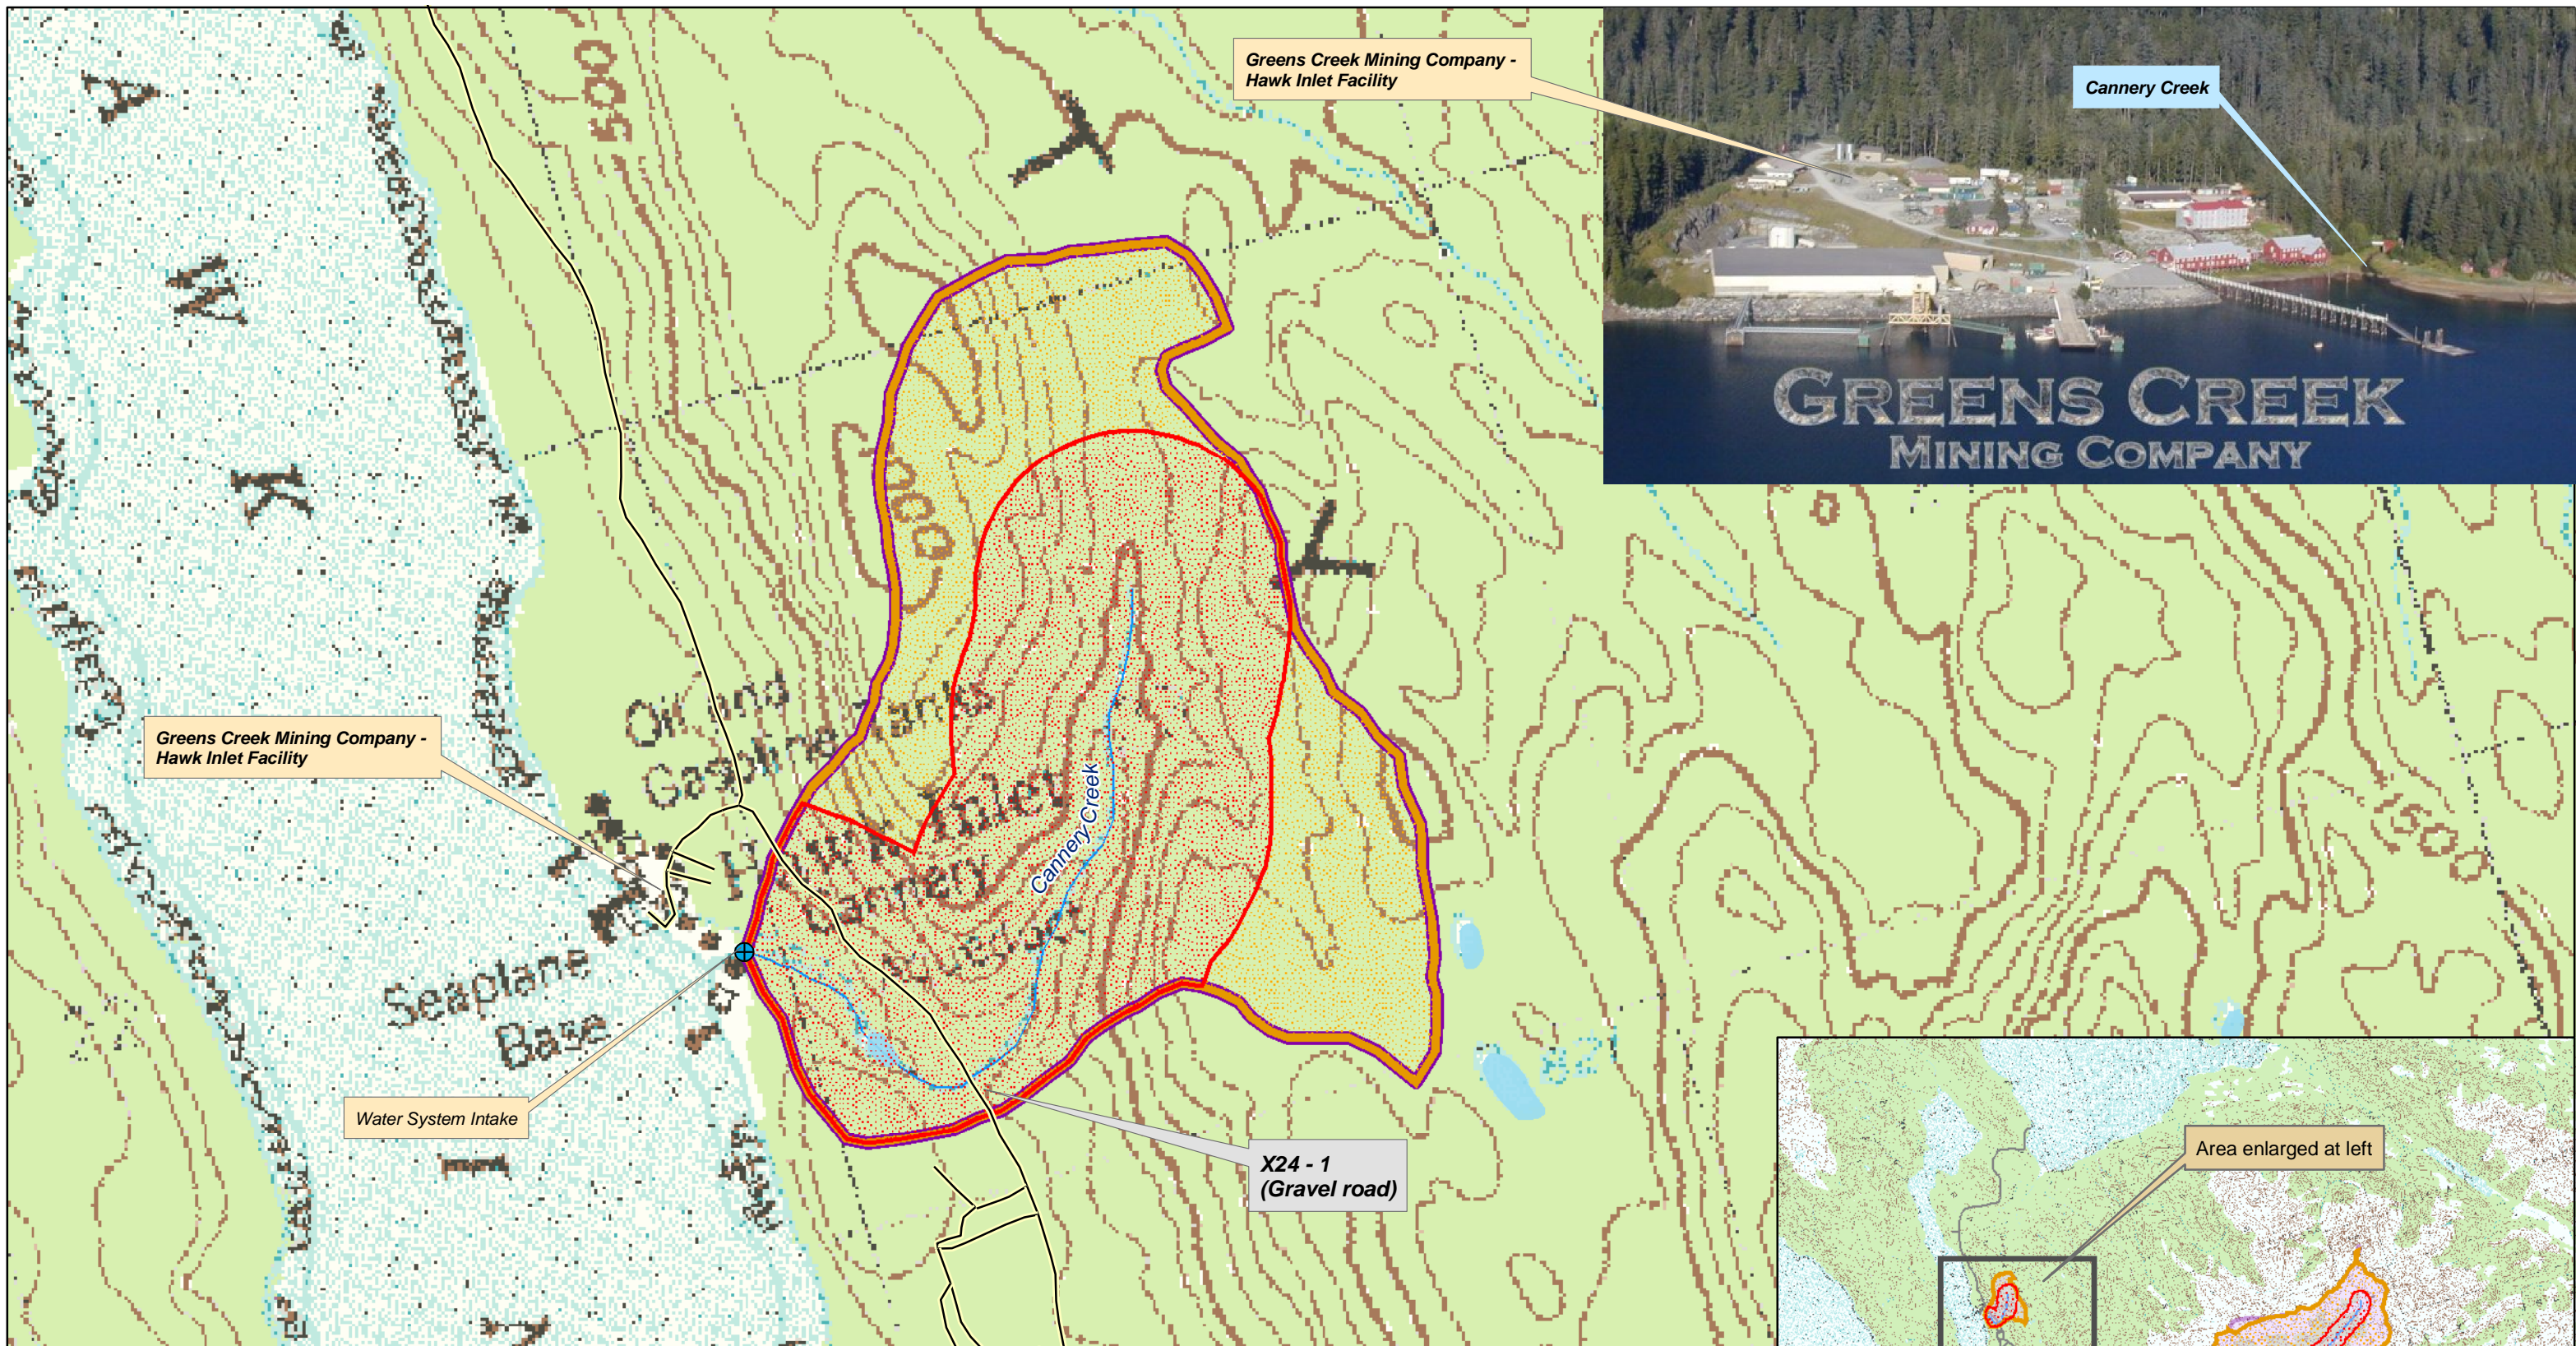 Greens Creek Mining Company -
Hawk Inlet Facility
Cannery Creek
GREENS CREEK
MINING COMPANY
500
A
W
K
I
200
Oil and
Gasoline Tanks
Greens Creek Mining Company -
Hawk Inlet Facility
Hawk Inlet
Cannery
Cannery Creek
Seaplane
Base
Water System Intake
X24 - 1
(Gravel road)
1500
Area enlarged at left